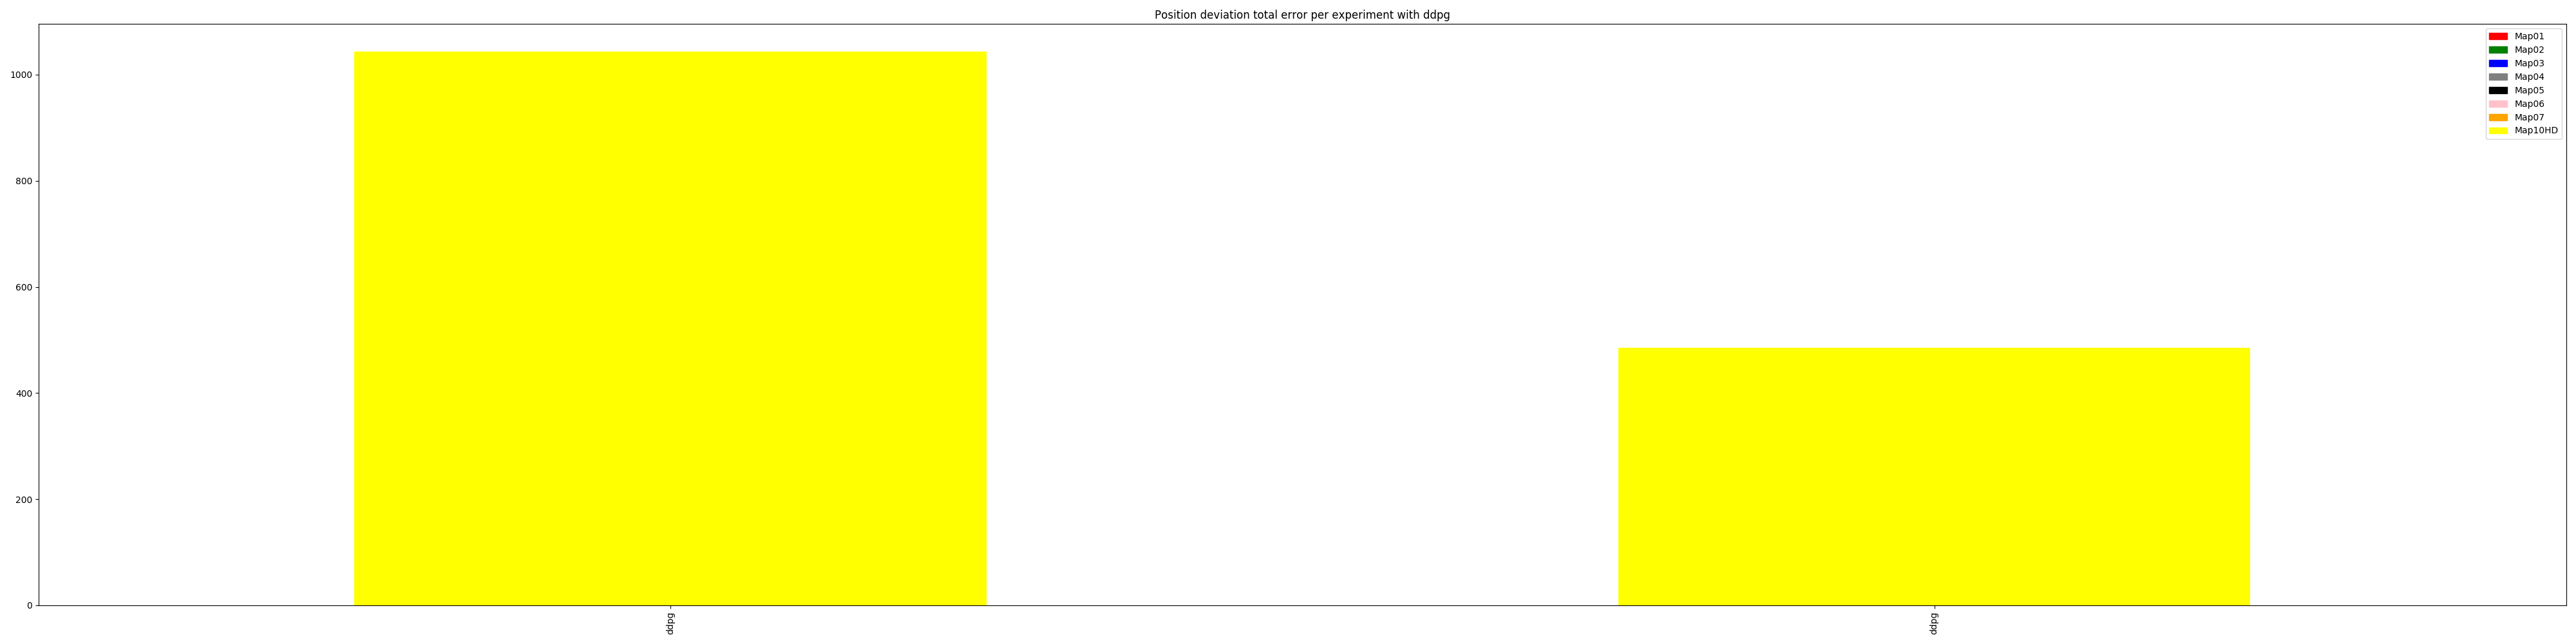 Position deviation total error per experiment with ddpg
Map01
Map02
Map03
Map04
Map05
Map06
Map07
Map10HD
1000
800
600
400
200
0
ddpg
ddpg